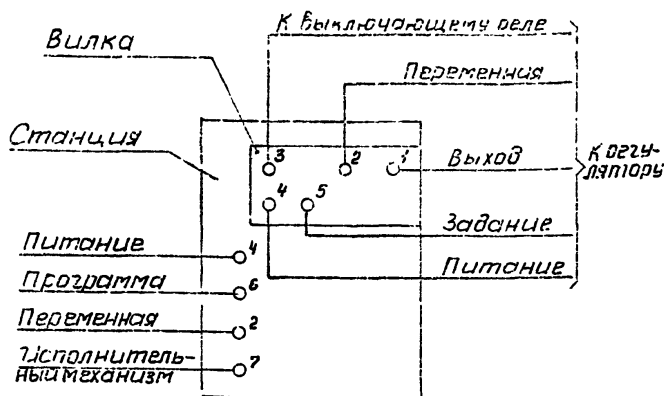 К выключающему реле
Вилка
Переменная
Станция
3
2
1
Выход
К регу-
лятору
4
5
Задание
Питание
4
Питание
Программа
6
Переменная
2
Исполнитель-
ный механизм
7